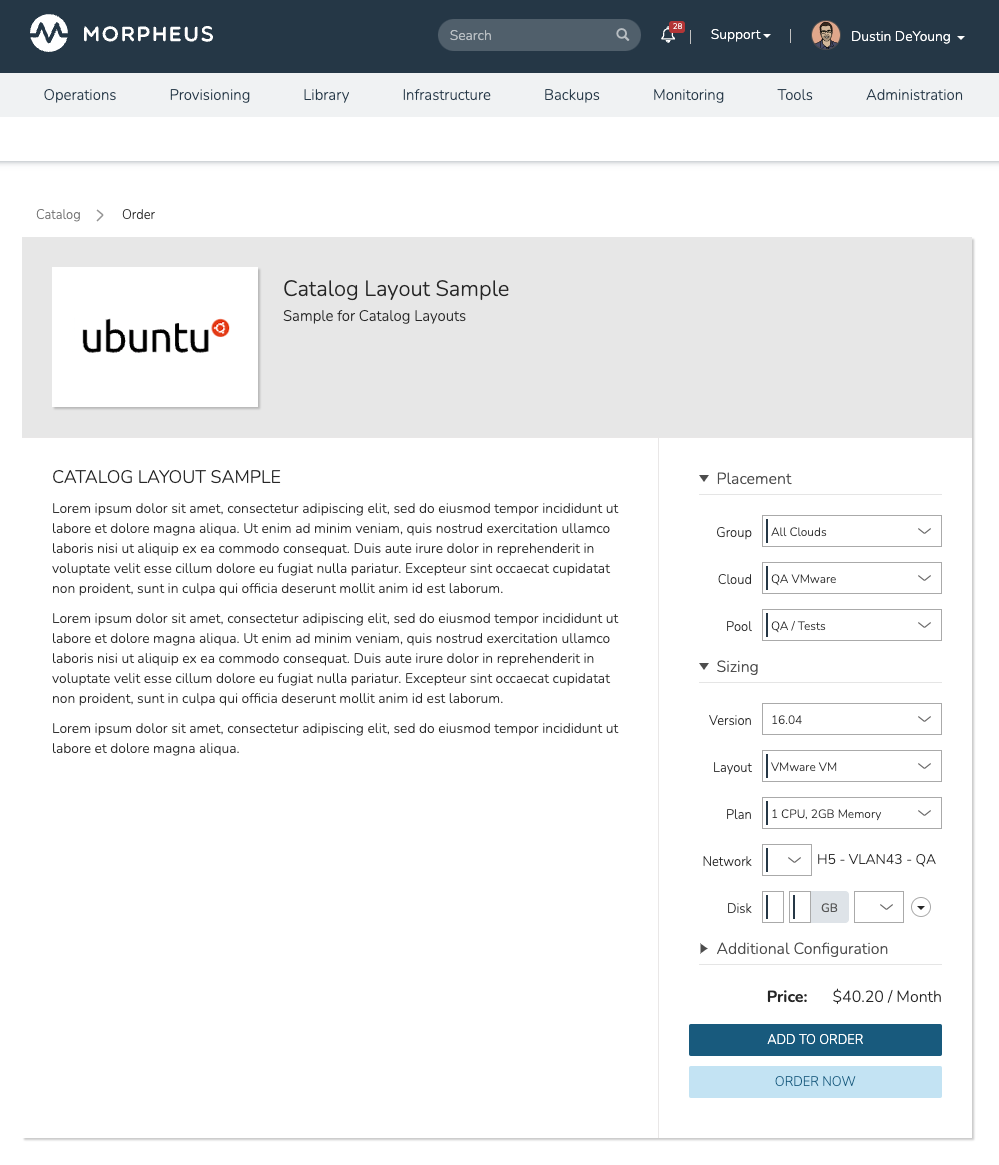 MORPHEUS
Search
28
Support
Dustin DeYoung
Operations Provisioning Library Infrastructure Backups Monitoring Tools Administration
Catalog Order
ubuntu
Catalog Layout Sample
Sample for Catalog Layouts
CATALOG LAYOUT SAMPLE
Lorem ipsum dolor sit amet, consectetur adipiscing elit, sed do eiusmod tempor incididunt ut
labore et dolore magna aliqua. Ut enim ad minim veniam, quis nostrud exercitation ullamco
laboris nisi ut aliquip ex ea commodo consequat. Duis aute irure dolor in reprehenderit in
voluptate velit esse cillum dolore eu fugiat nulla pariatur. Excepteur sint occaecat cupidatat
non proident, sunt in culpa qui officia deserunt mollit anim id est laborum.
Lorem ipsum dolor sit amet, consectetur adipiscing elit, sed do eiusmod tempor incididunt ut
labore et dolore magna aliqua. Ut enim ad minim veniam, quis nostrud exercitation ullamco
laboris nisi ut aliquip ex ea commodo consequat. Duis aute irure dolor in reprehenderit in
voluptate velit esse cillum dolore eu fugiat nulla pariatur. Excepteur sint occaecat cupidatat
non proident, sunt in culpa qui officia deserunt mollit anim id est laborum.
Lorem ipsum dolor sit amet, consectetur adipiscing elit, sed do eiusmod tempor incididunt ut
labore et dolore magna aliqua.
Placement
Group All Clouds
Cloud QA VMware
Pool QA / Tests
Sizing
Version 16.04
Layout VMware VM
Plan 1 CPU, 2GB Memory
Network H5 - VLAN43 - QA
Disk GB
Additional Configuration
Price: $40.20 / Month
ADD TO ORDER
ORDER NOW